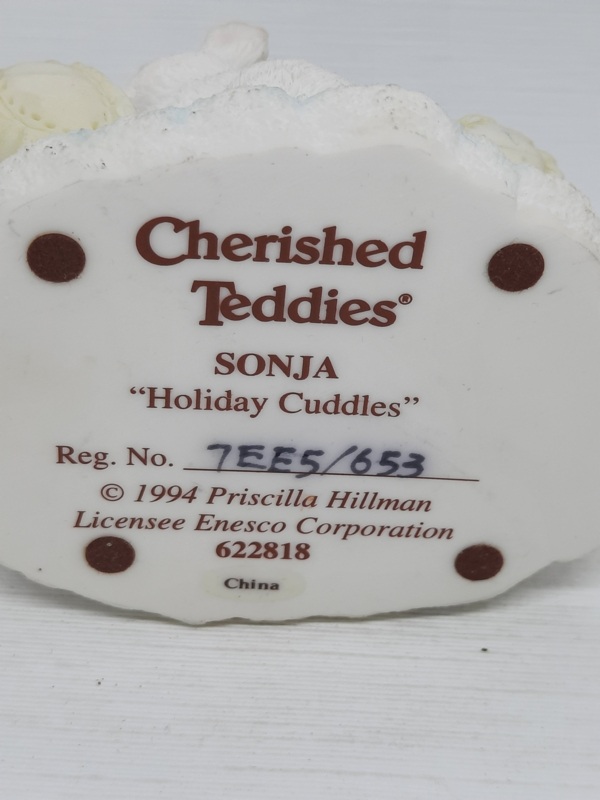 Cherished
Teddies®
SONJA
“Holiday Cuddles”
Reg. No. 7EE5/653
© 1994 Priscilla Hillman
Licensee Enesco Corporation
622818
China